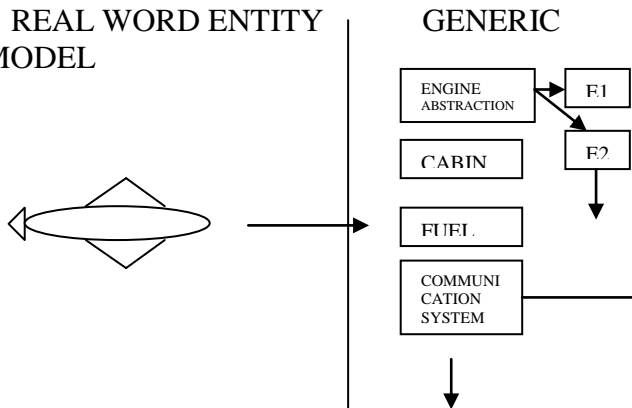 REAL WORD ENTITY GENERIC
MODEL
ENGINE
ABSTRACTION
E1
E2
CABIN
FUEL
COMMUNI
CATION
SYSTEM